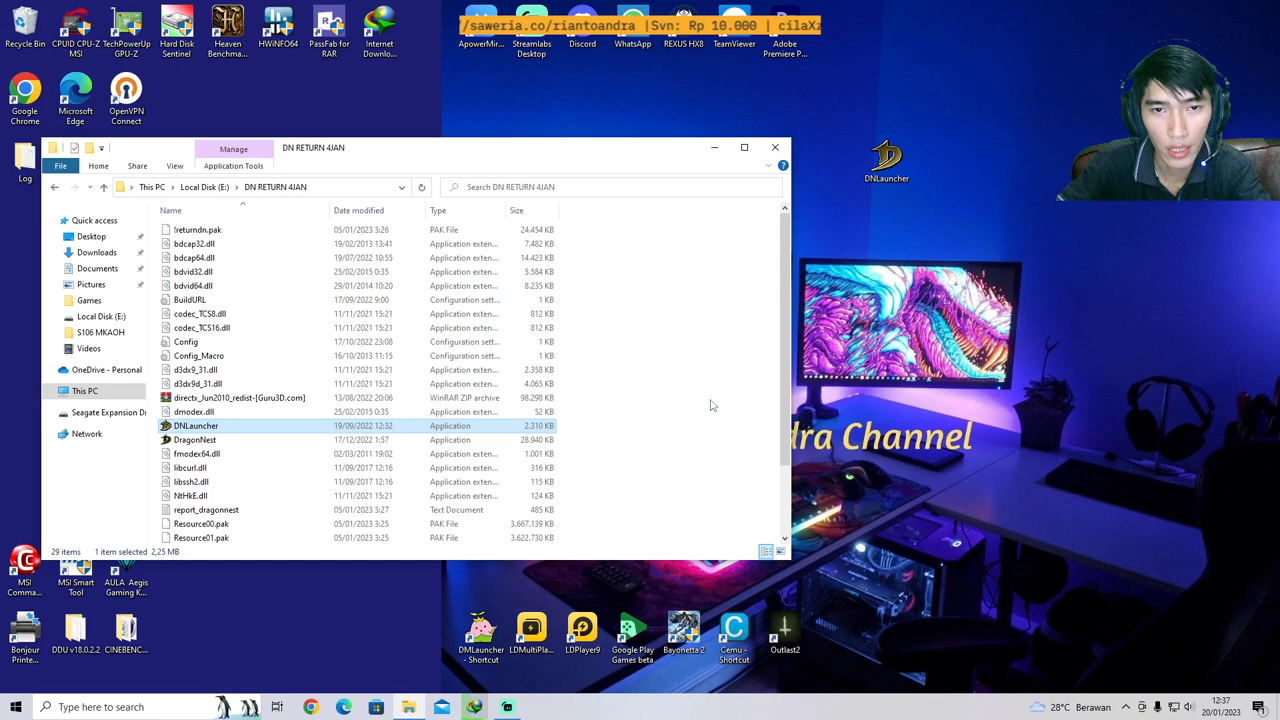 /saweria.co/riantoandra |Svn: Rp 10.000 | cilaXz
Recycle Bin
CPUID CPU-Z MSI
TechPowerUp GPU-Z
Hard Disk Sentinel
Heaven Benchma...
HWiNFO64
PassFab for RAR
Internet Downlo...
ApowerMir...
Streamlabs Desktop
Discord
WhatsApp
REXUS HX8
TeamViewer
Adobe Premiere P...
Google Chrome
Microsoft Edge
OpenVPN Connect
Log
DNLauncher
Manage
DN RETURN 4JAN
File
Home
Share
View
Application Tools
This PC
Local Disk (E:)
DN RETURN 4JAN
Search DN RETURN 4JAN
Name
Date modified
Type
Size
Quick access
Desktop
Downloads
Documents
Pictures
Games
Local Disk (E:)
S106 MKAOH
Videos
OneDrive - Personal
This PC
Seagate Expansion D
Network
!returndn.pak 05/01/2023 3:26 PAK File 24.454 KB
bdcap32.dll 19/02/2013 13:41 Application exten... 7.482 KB
bdcap64.dll 19/07/2022 10:55 Application exten... 14.423 KB
bdvid32.dll 25/02/2015 0:35 Application exten... 5.584 KB
bdvid64.dll 29/01/2014 10:20 Application exten... 8.235 KB
BuildURL 17/09/2022 9:00 Configuration sett... 1 KB
codec_TCS8.dll 11/11/2021 15:21 Application exten... 812 KB
codec_TCS16.dll 11/11/2021 15:21 Application exten... 812 KB
Config 17/10/2022 23:08 Configuration sett... 1 KB
Config_Macro 16/10/2013 11:15 Configuration sett... 1 KB
d3dx9_31.dll 11/11/2021 15:21 Application exten... 2.358 KB
d3dx9d_31.dll 11/11/2021 15:21 Application exten... 4.065 KB
directx_Jun2010_redist-[Guru3D.com] 13/08/2022 20:06 WinRAR ZIP archive 98.298 KB
dmodex.dll 25/02/2015 0:35 Application exten... 52 KB
DNLauncher 19/09/2022 12:32 Application 2.310 KB
DragonNest 17/12/2022 1:57 Application 28.940 KB
fmodex64.dll 02/03/2011 19:02 Application exten... 1.001 KB
libcurl.dll 11/09/2017 12:16 Application exten... 316 KB
libssh2.dll 11/09/2017 12:16 Application exten... 115 KB
NtHkE.dll 11/11/2021 15:21 Application exten... 124 KB
report_dragonnest 05/01/2023 3:27 Text Document 485 KB
Resource00.pak 05/01/2023 3:25 PAK File 3.667.139 KB
Resource01.pak 05/01/2023 3:25 PAK File 3.622.730 KB
29 items
1 item selected 2,25 MB
dra Channel
MSI Comma...
MSI Smart Tool
AULA Aegis Gaming K...
Bonjour Printe...
DDU v18.0.2.2
CINEBENC...
DMLauncher - Shortcut
LDMultiPla...
LDPlayer9
Google Play Games beta
Bayonetta 2
Cemu - Shortcut
Outlast2
Type here to search
28°C Berawan
12:37
20/01/2023